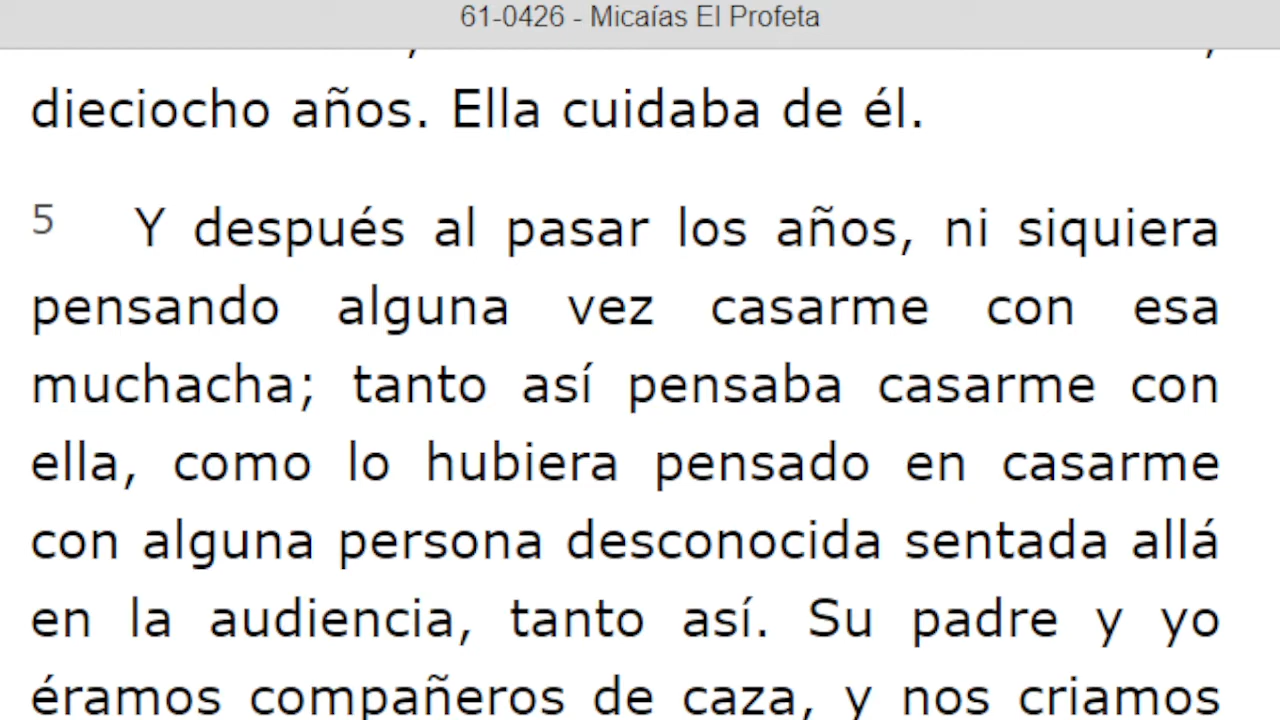 61-0426 - Micaías El Profeta
dieciocho años. Ella cuidaba de él.
5 Y después al pasar los años, ni siquiera
pensando alguna vez casarme con esa
muchacha; tanto así pensaba casarme con
ella, como lo hubiera pensado en casarme
con alguna persona desconocida sentada allá
en la audiencia, tanto así. Su padre y yo
éramos compañeros de caza, y nos criamos